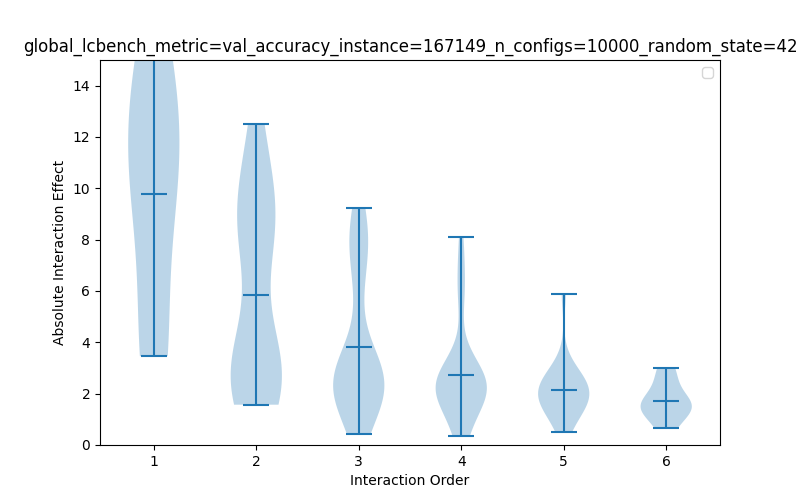 global_lcbench_metric=val_accuracy_instance=167149_n_configs=10000_random_state=42
14
12
10
8
6
4
2
0
Absolute Interaction Effect
1 2 3 4 5 6
Interaction Order